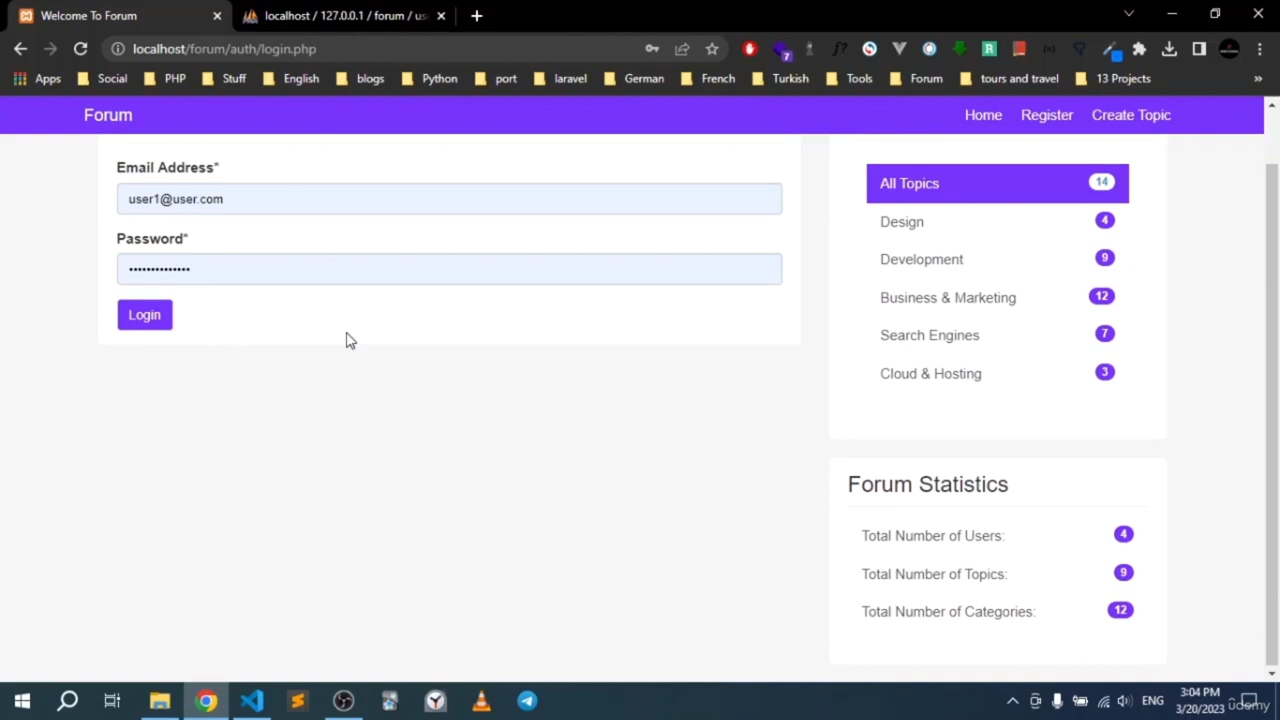 Welcome To Forum
localhost / 127.0.0.1 / forum / us
localhost/forum/auth/login.php
7
f?
R
Apps Social PHP Stuff English blogs Python port laravel German French Turkish Tools Forum tours and travel 13 Projects »
Forum Home Register Create Topic
Email Address*
user1@user.com
Password*
••••••••••••••
Login
All Topics 14
Design 4
Development 9
Business & Marketing 12
Search Engines 7
Cloud & Hosting 3
Forum Statistics
Total Number of Users: 4
Total Number of Topics: 9
Total Number of Categories: 12
ENG
3:04 PM
3/20/2023
udemy